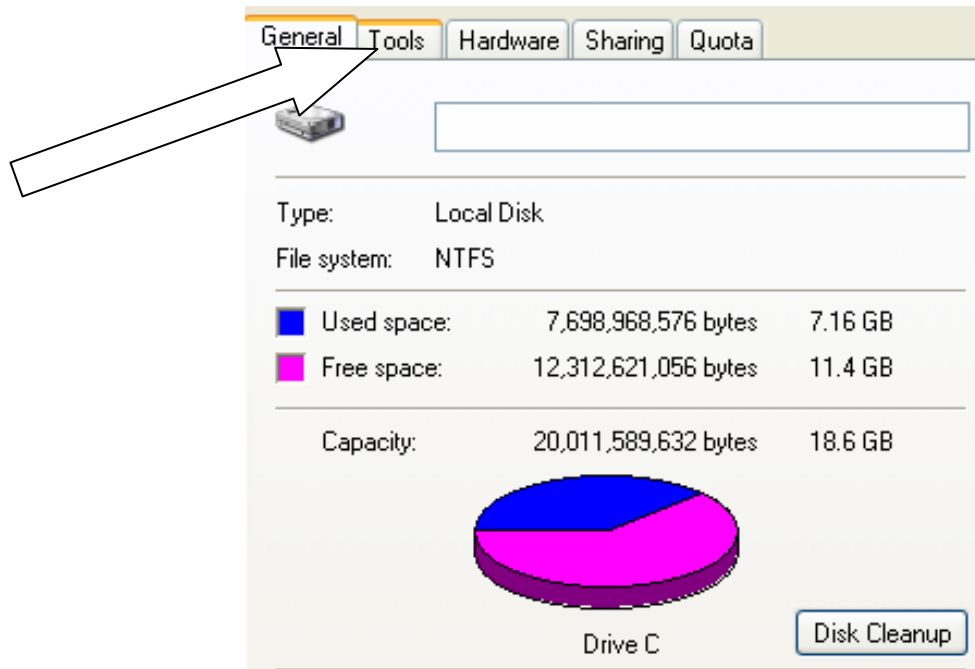 General Tools Hardware Sharing Quota
Type: Local Disk
File system: NTFS
Used space: 7,698,968,576 bytes 7.16 GB
Free space: 12,312,621,056 bytes 11.4 GB
Capacity: 20,011,589,632 bytes 18.6 GB
Drive C
Disk Cleanup